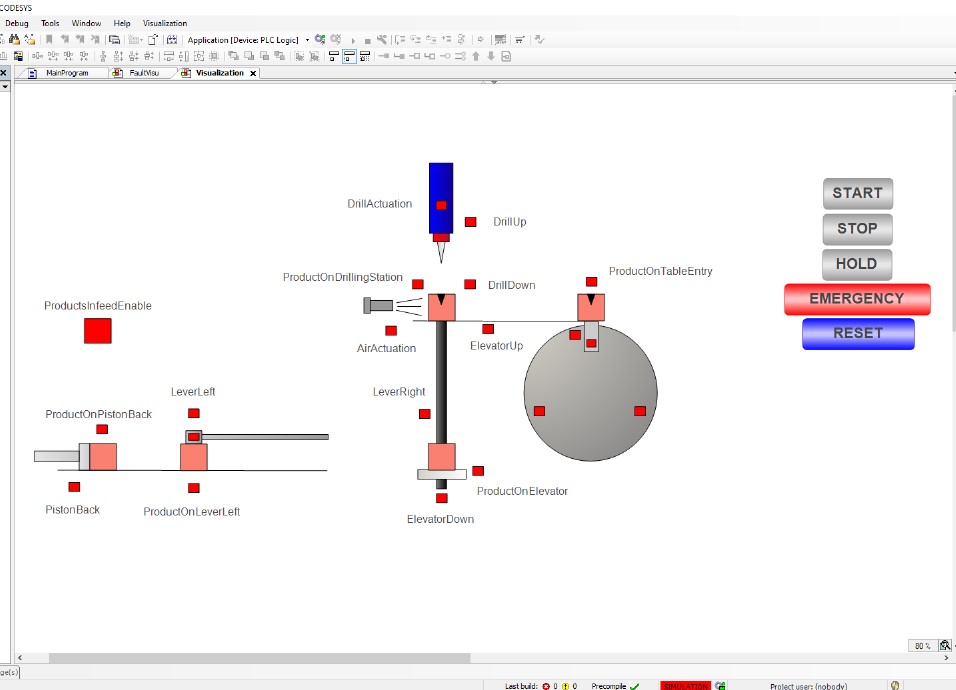 CODESYS
Debug Tools Window Help Visualization
Application [Device: PLC Logic]
MainProgram FaultVisu Visualization
DrillActuation
DrillUp
START
STOP
HOLD
EMERGENCY
RESET
ProductOnTableEntry
ProductOnDrillingStation
DrillDown
ProductsInfeedEnable
AirActuation
ElevatorUp
LeverLeft
LeverRight
ProductOnPistonBack
ProductOnElevator
PistonBack
ProductOnLeverLeft
ElevatorDown
80 %
ge(s)
Last build: 0 0 Precompile SIMULATION Project user: (nobody)